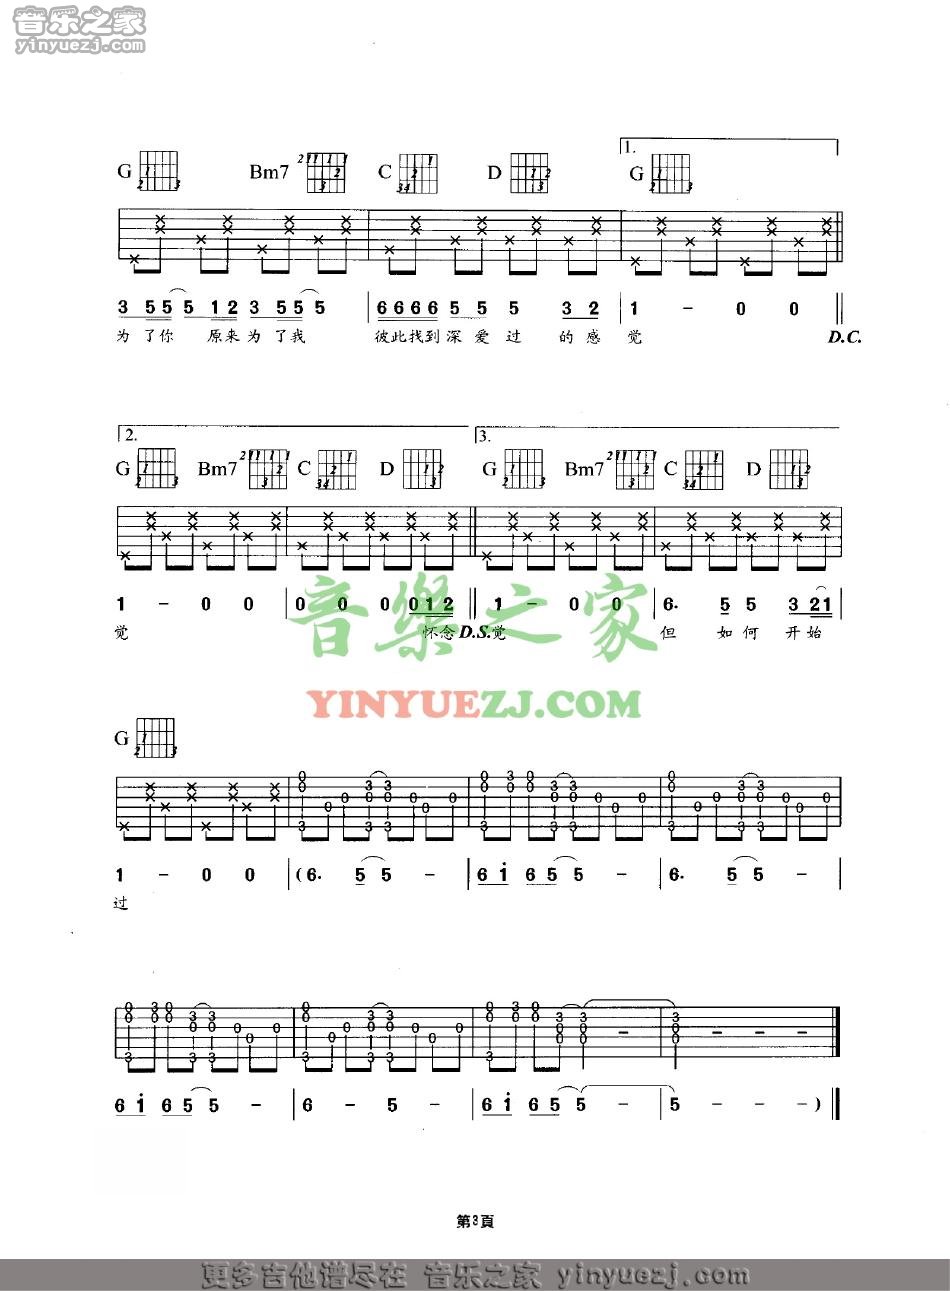 音乐之家
yinyuezj.com
1.
G Bm7 C D G
3 5 5 5 1 2 3 5 5 5 | 6 6 6 6 5 5 5 3 2 | 1 - 0 0 ||
为 了你 原来为 了我 彼此找到深 爱 过 的 感 觉 D.C.
2. 3.
G Bm7 C D G Bm7 C D
1 - 0 0 | 0 0 0 0 1 2 || 1 - 0 0 | 6· 5 5 3 2 1 |
觉 怀念 D.S. 觉 但 如 何 开 始
音樂之家
YINYUEZJ.COM
G
1 - 0 0 | (6· 5 5 - | 6 i 6 5 5 - | 6· 5 5 - |
过
6 i 6 5 5 - | 6 - 5 - | 6 i 6 5 5 - - | 5 - - - ) ||
第3頁
更多吉他谱尽在 音乐之家 yinyuezj.com